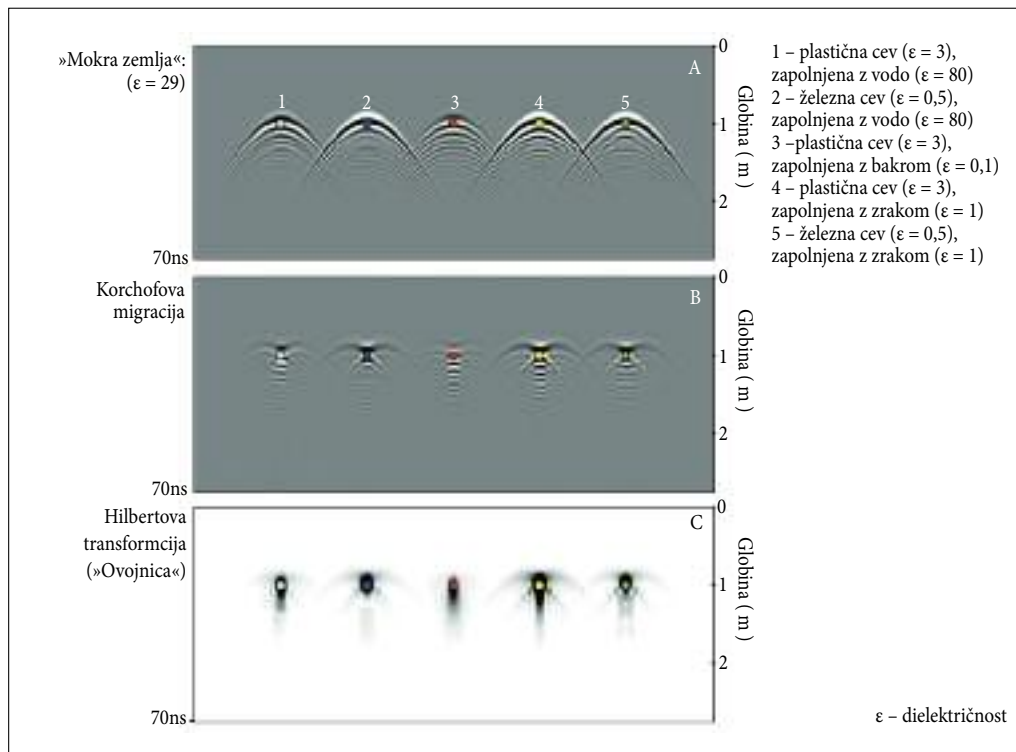 »Mokra zemlja«:
(ε = 29)
A
1 2 3 4 5
0
1
2
Globina ( m )
70ns
1 – plastična cev (ε = 3),
zapolnjena z vodo (ε = 80)
2 – železna cev (ε = 0,5),
zapolnjena z vodo (ε = 80)
3 –plastična cev (ε = 3),
zapolnjena z bakrom (ε = 0,1)
4 – plastična cev (ε = 3),
zapolnjena z zrakom (ε = 1)
5 – železna cev (ε = 0,5),
zapolnjena z zrakom (ε = 1)
Korchofova
migracija
B
0
1
2
Globina ( m )
70ns
Hilbertova
transformcija
(»Ovojnica«)
C
0
1
2
Globina ( m )
70ns
ε – dielektričnost